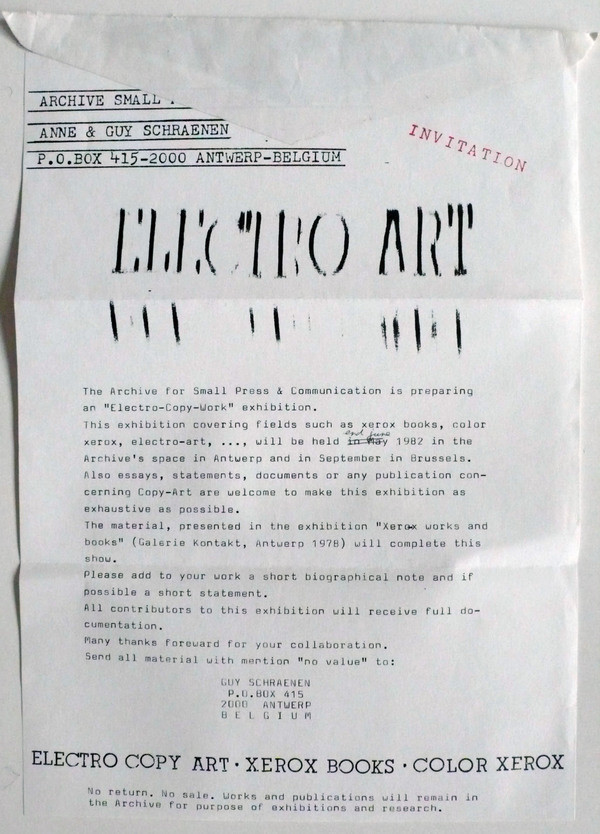 ARCHIVE SMALL
ANNE & GUY SCHRAENEN
P.O.BOX 415-2000 ANTWERP-BELGIUM
INVITATION
ELECTRO ART
The Archive for Small Press & Communication is preparing
an "Electro-Copy-Work" exhibition.
This exhibition covering fields such as xerox books, color
end june
xerox, electro-art, ..., will be held in May 1982 in the
Archive's space in Antwerp and in September in Brussels.
Also essays, statements, documents or any publication con-
cerning Copy-Art are welcome to make this exhibition as
exhaustive as possible.
The material, presented in the exhibition "Xerox works and
books" (Galerie Kontakt, Antwerp 1978) will complete this
show.
Please add to your work a short biographical note and if
possible a short statement.
All contributors to this exhibition will receive full do-
cumentation.
Many thanks foreward for your collaboration.
Send all material with mention "no value" to:
GUY SCHRAENEN
P.O.BOX 415
2000 ANTWERP
BELGIUM
ELECTRO COPY ART · XEROX BOOKS · COLOR XEROX
No return. No sale. Works and publications will remain in
the Archive for purpose of exhibitions and research.